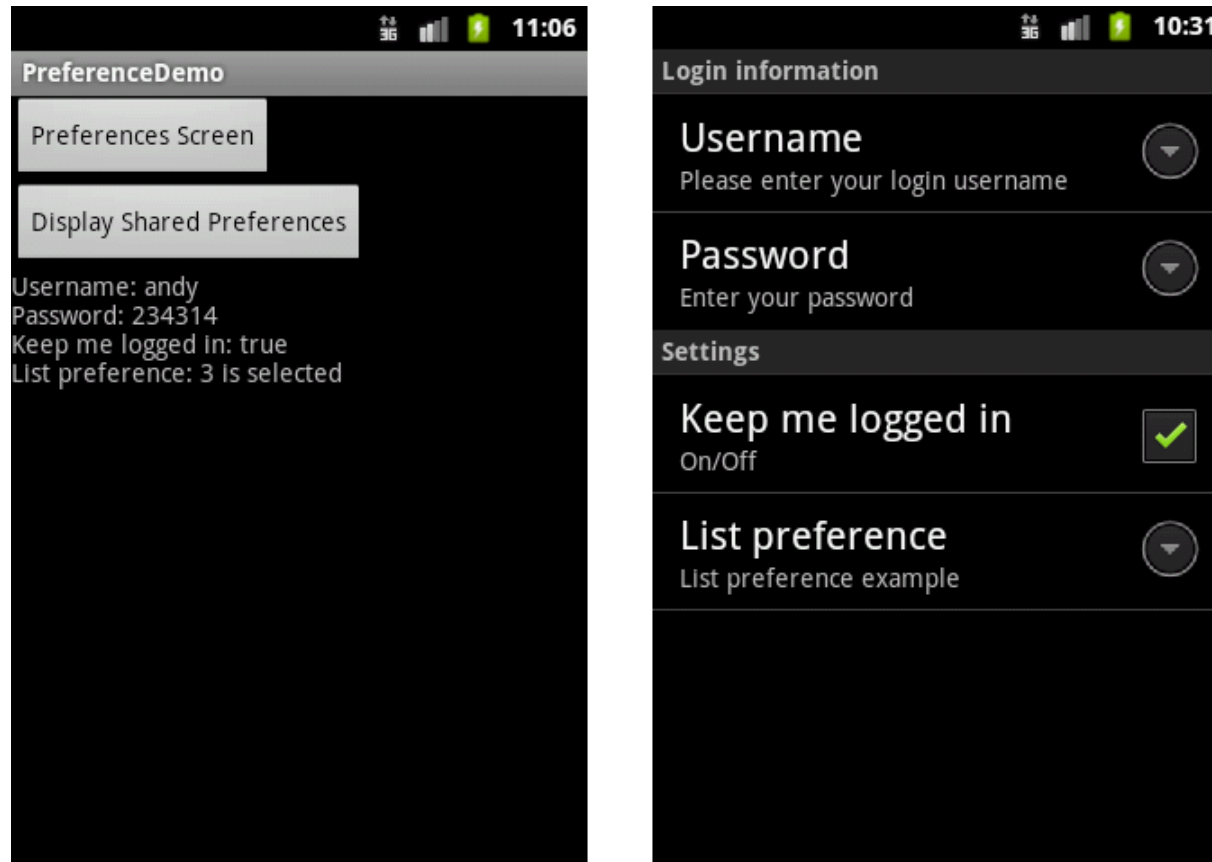 3G 11:06
PreferenceDemo
Preferences Screen
Display Shared Preferences
Username: andy
Password: 234314
Keep me logged in: true
List preference: 3 is selected
3G 10:31
Login information
Username
Please enter your login username
Password
Enter your password
Settings
Keep me logged in
On/Off
List preference
List preference example